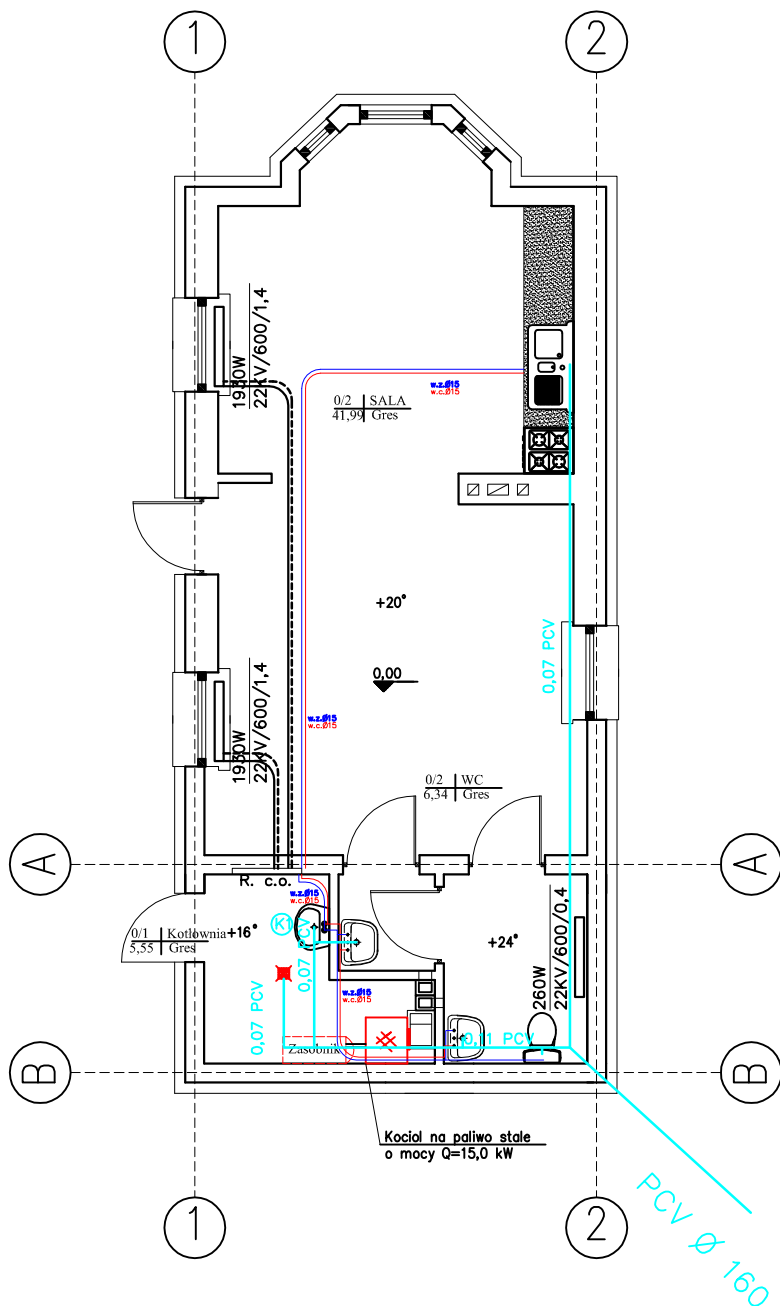 1
2
1930W
22KV/600/1,4
w.z.Ø15
w.c.Ø15
0/2 SALA
41,99 Gres
+20°
0,07 PCV
0,00
1930W
22KV/600/1,4
w.z.Ø15
w.c.Ø15
0/2 WC
6,34 Gres
A
A
R. c.o.
w.z.Ø15
w.c.Ø15
K1
0/1 Kotłownia
5,55 Gres
+16°
+24°
260W
22KV/600/0,4
0,07 PCV
0,07 PCV
w.z.Ø15
w.c.Ø15
0,11 PCV
Zasobnik
B
B
Kociol na paliwo stale
o mocy Q=15,0 kW
PCV Ø 160
1
2